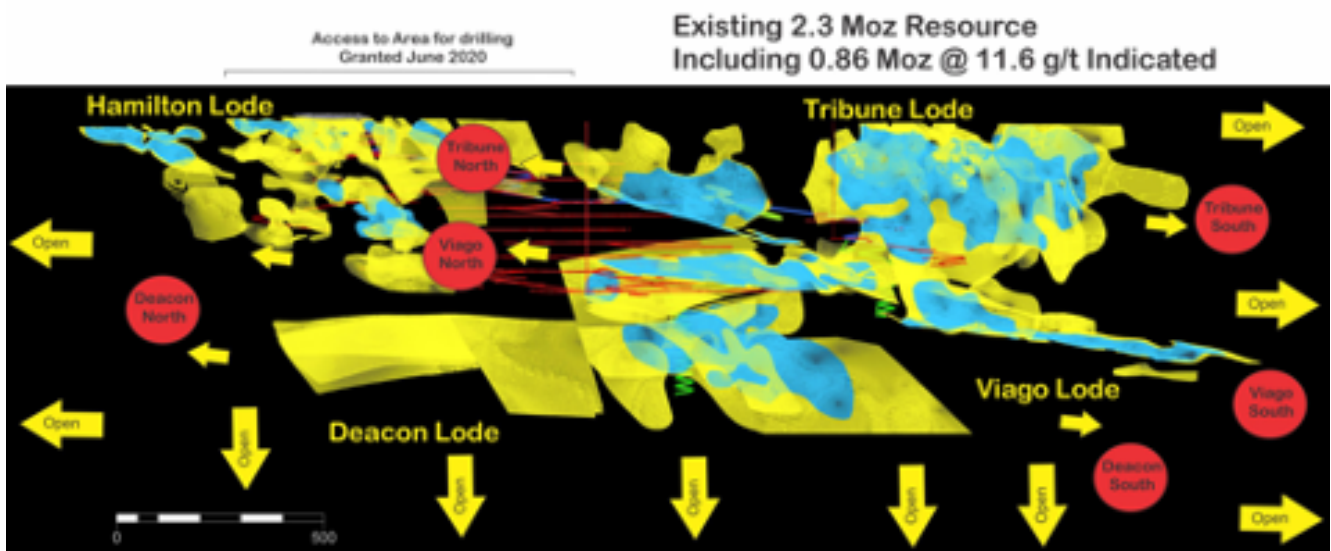 Access to Area for drilling
Granted June 2020
Existing 2.3 Moz Resource
Including 0.86 Moz @ 11.6 g/t Indicated
Hamilton Lode
Tribune Lode
Open
Tribune
North
Tribune
South
Open
Viago
North
Deacon
North
Open
Viago Lode
Viago
South
Open
Deacon Lode
Open
Open
Open
Open
Open
Deacon
South
Open
0
500